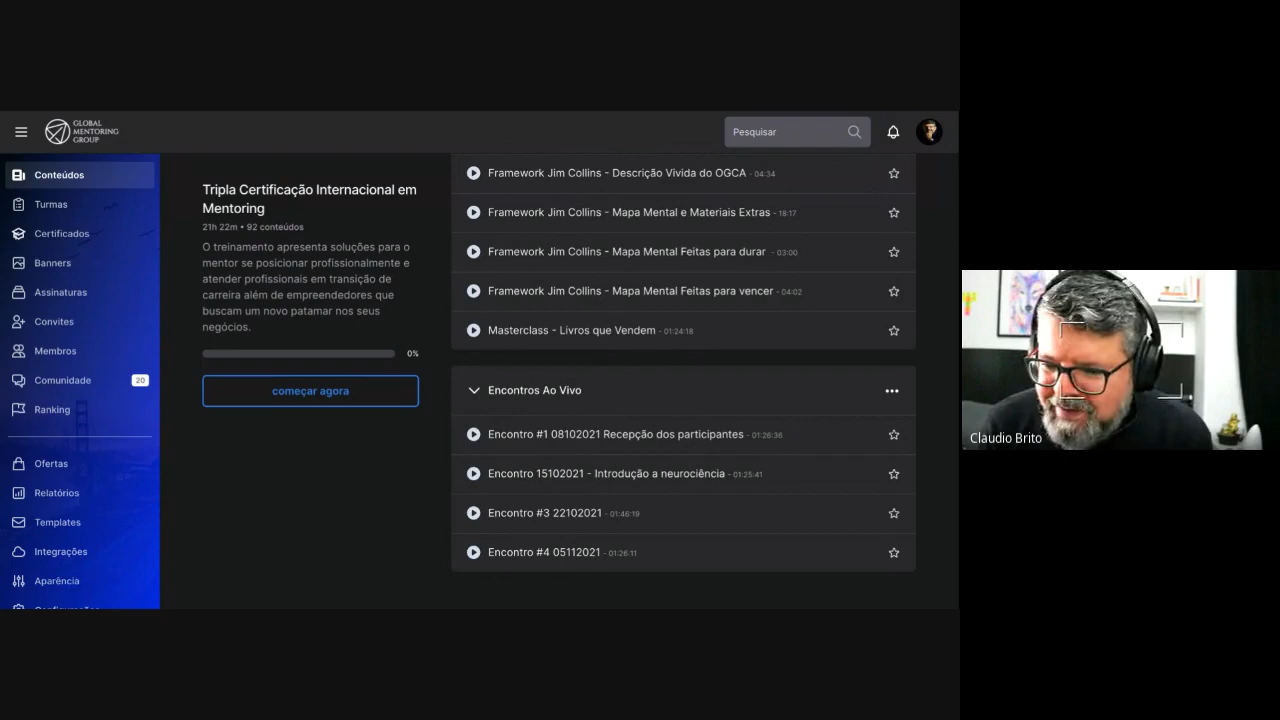 GLOBAL
MENTORING
GROUP
Pesquisar
Conteúdos
Turmas
Certificados
Banners
Assinaturas
Convites
Membros
Comunidade 20
Ranking
Ofertas
Relatórios
Templates
Integrações
Aparência
Configurações
Tripla Certificação Internacional em
Mentoring
21h 22m • 92 conteúdos
O treinamento apresenta soluções para o
mentor se posicionar profissionalmente e
atender profissionais em transição de
carreira além de empreendedores que
buscam um novo patamar nos seus
negócios.
0%
começar agora
Framework Jim Collins - Descrição Vivida do OGCA - 04:34
Framework Jim Collins - Mapa Mental e Materiais Extras - 18:17
Framework Jim Collins - Mapa Mental Feitas para durar - 03:00
Framework Jim Collins - Mapa Mental Feitas para vencer - 04:02
Masterclass - Livros que Vendem - 01:24:18
Encontros Ao Vivo
Encontro #1 08102021 Recepção dos participantes - 01:26:36
Encontro 15102021 - Introdução a neurociência - 01:25:41
Encontro #3 22102021 - 01:46:19
Encontro #4 05112021 - 01:26:11
Claudio Brito